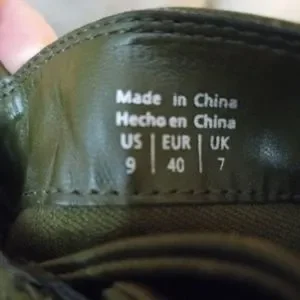 Made in China
Hecho en China
US | EUR | UK
9 | 40 | 7